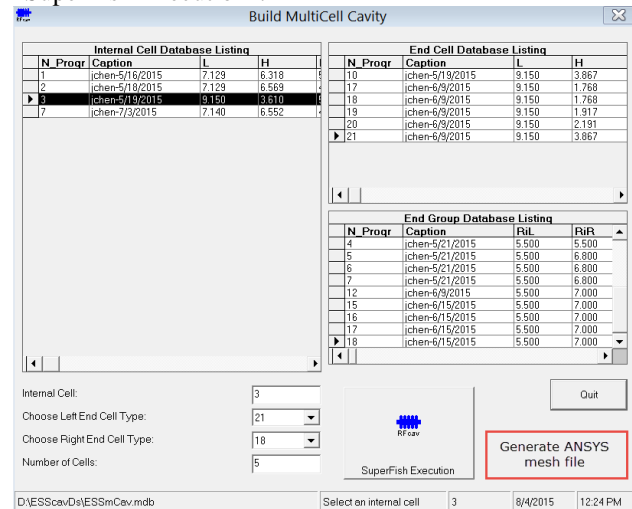 Build MultiCell Cavity
Internal Cell Database Listing
N_Progr Caption L H
1 jchen-5/16/2015 7.129 6.318
2 jchen-5/18/2015 7.129 6.569
3 jchen-5/19/2015 9.150 3.610
7 jchen-7/3/2015 7.140 6.552
End Cell Database Listing
N_Progr Caption L H
10 jchen-5/19/2015 9.150 3.867
17 jchen-6/9/2015 9.150 1.768
18 jchen-6/9/2015 9.150 1.768
19 jchen-6/9/2015 9.150 1.917
20 jchen-6/9/2015 9.150 2.191
21 jchen-6/9/2015 9.150 3.867
End Group Database Listing
N_Progr Caption RiL RiR
4 jchen-5/21/2015 5.500 5.500
5 jchen-5/21/2015 5.500 6.800
6 jchen-5/21/2015 5.500 6.800
7 jchen-5/21/2015 5.500 6.800
12 jchen-6/9/2015 5.500 7.000
15 jchen-6/15/2015 5.500 7.000
16 jchen-6/15/2015 5.500 7.000
17 jchen-6/15/2015 5.500 7.000
18 jchen-6/15/2015 5.500 7.000
Internal Cell: 3
Choose Left End Cell Type: 21
Choose Right End Cell Type: 18
Number of Cells: 5
RFcav
SuperFish Execution
Quit
Generate ANSYS
mesh file
D:\ESScavDs\ESSmCav.mdb Select an internal cell 3 8/4/2015 12:24 PM